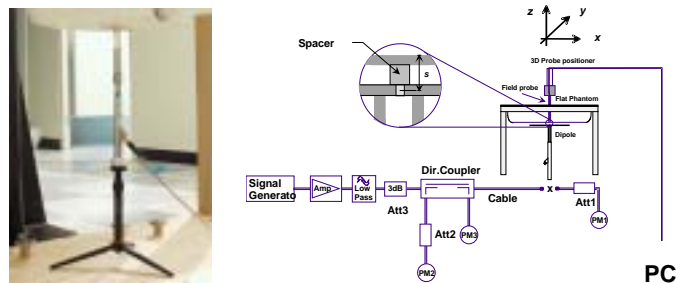 z
y
x
3D Probe positioner
Spacer
s
Field probe
Flat Phantom
Dipole
Dir.Coupler
Signal
Generato
Amp
Low
Pass
3dB
Cable
x
Att1
Att3
PM1
Att2
PM3
PM2
PC